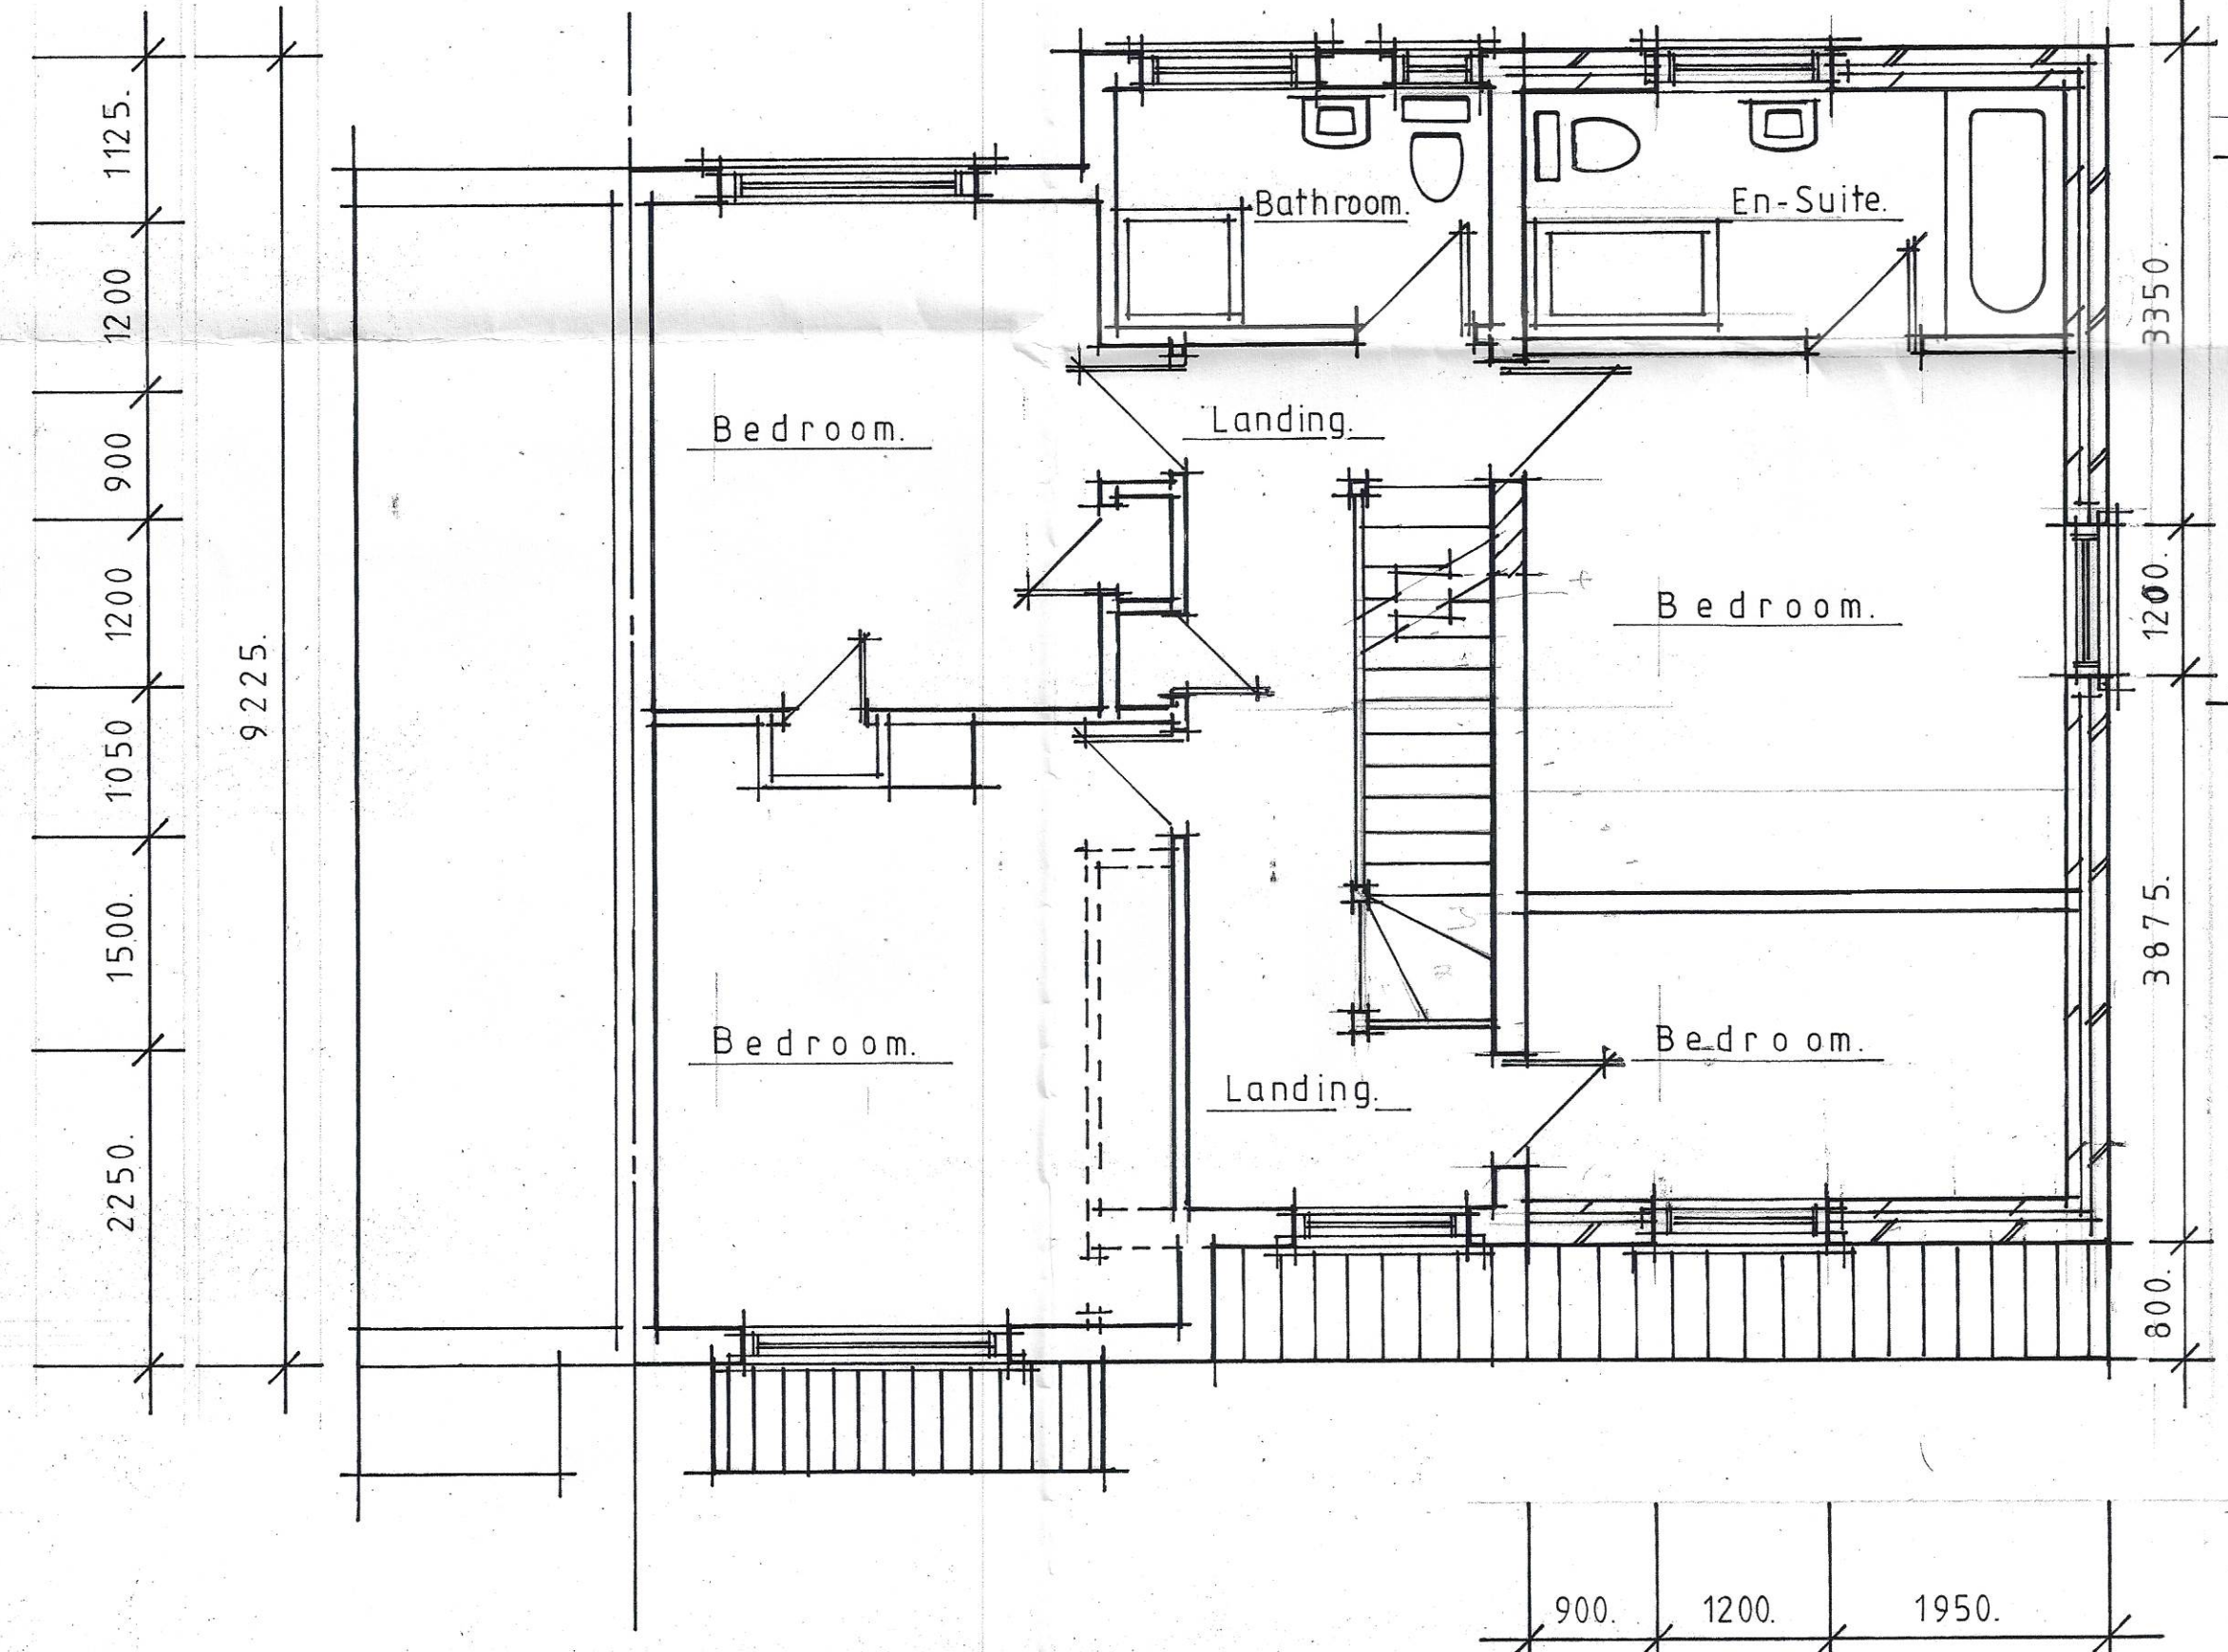 1125.
1200
900
1200
1050
1500.
2250.
9225.
Bathroom.
En-Suite.
Bedroom.
Landing.
Bedroom.
Bedroom.
Landing.
Bedroom.
3350.
1200.
3875.
800.
900.
1200.
1950.